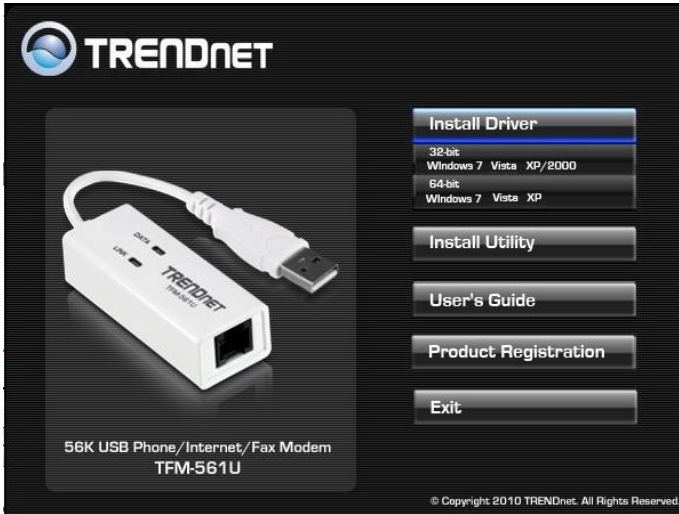 TRENDNET
Install Driver
32-bit
Windows 7 Vista XP/2000
64-bit
Windows 7 Vista XP
Install Utility
User's Guide
Product Registration
Exit
DATA
LINK
TRENDNET
TFM-561U
56K USB Phone/Internet/Fax Modem
TFM-561U
© Copyright 2010 TRENDnet. All Rights Reserved.